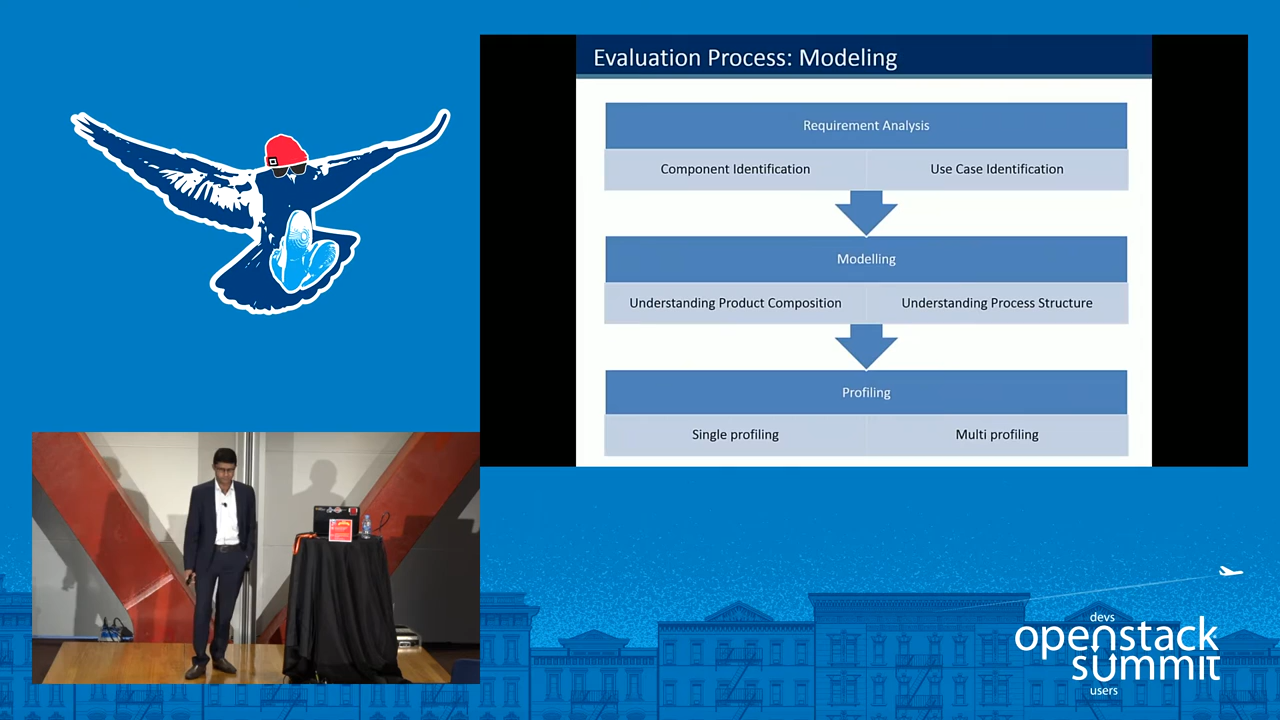 Evaluation Process: Modeling
Requirement Analysis
Component Identification
Use Case Identification
Modelling
Understanding Product Composition
Understanding Process Structure
Profiling
Single profiling
Multi profiling
devs
openstack
summit
users